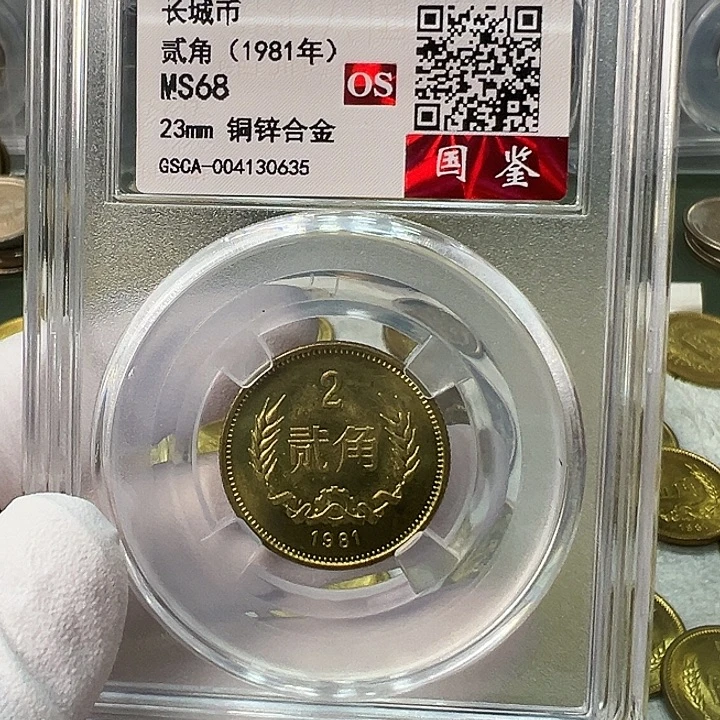 长城币
贰角（1981年）
MS68
OS
23mm 铜锌合金
GSCA-004130635
国鉴
2
贰角
1981